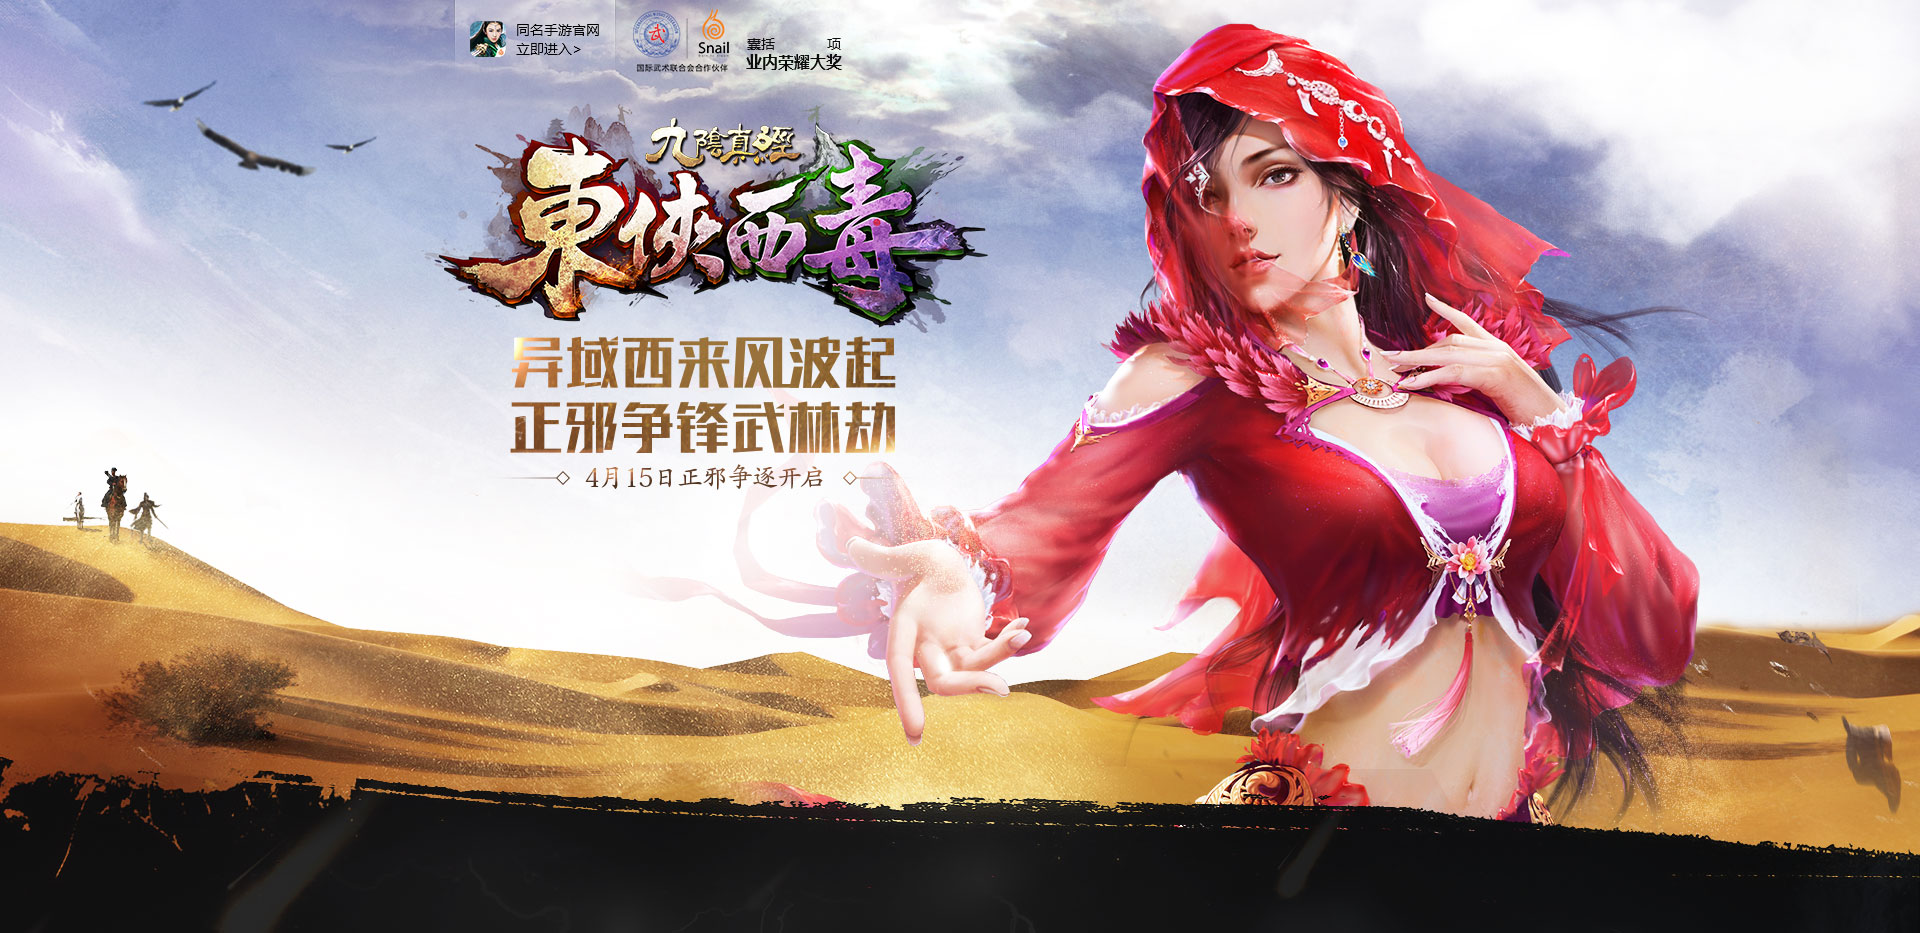 同名手游官网
立即进入>
武
Snail
国际武术联合会合作伙伴
囊括 项
业内荣耀大奖
九陰真經
東俠西毒
异域西来风波起
正邪争锋武林劫
4月15日正邪争逐开启